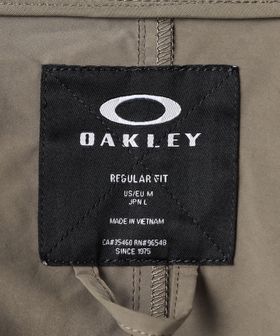 OAKLEY
REGULAR FIT
US/EU M
JPN L
MADE IN VIETNAM
CA#35460 RN#96548
SINCE 1975